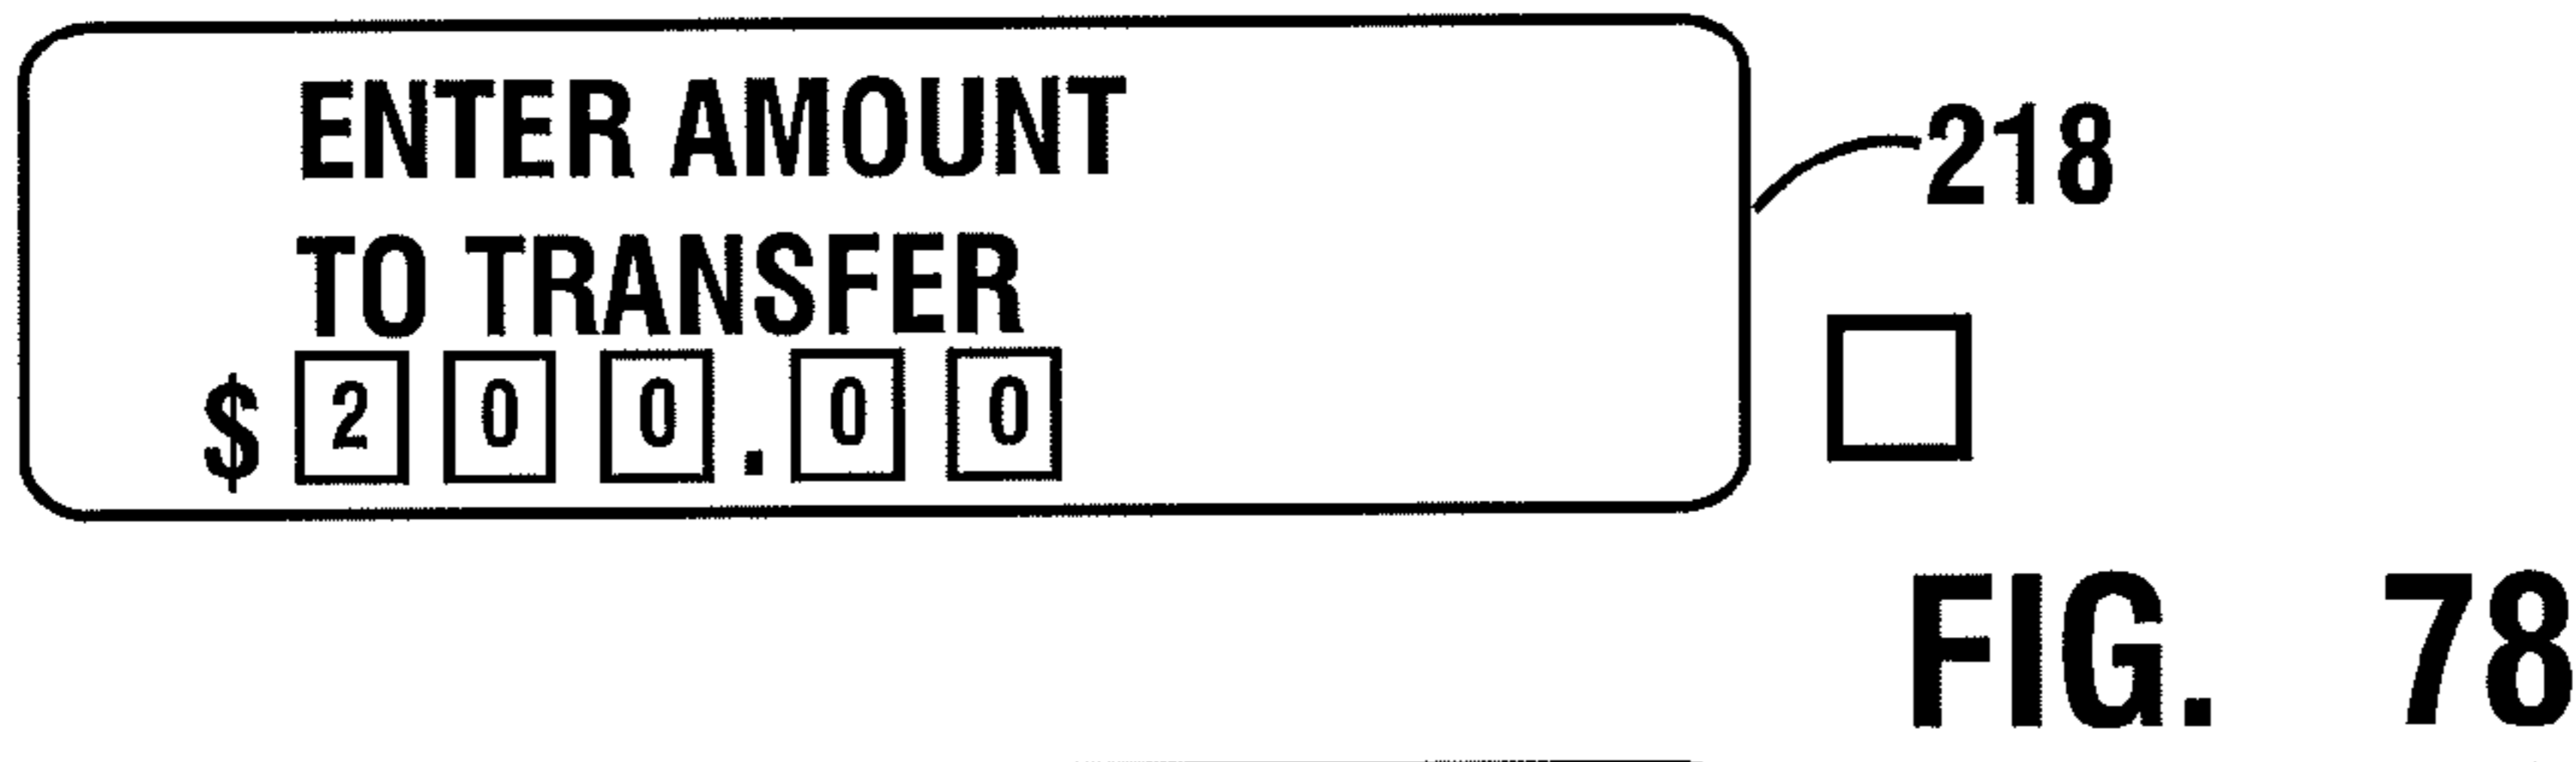 ENTER AMOUNT
TO TRANSFER
$ 2 0 0 . 0 0
218
FIG. 78